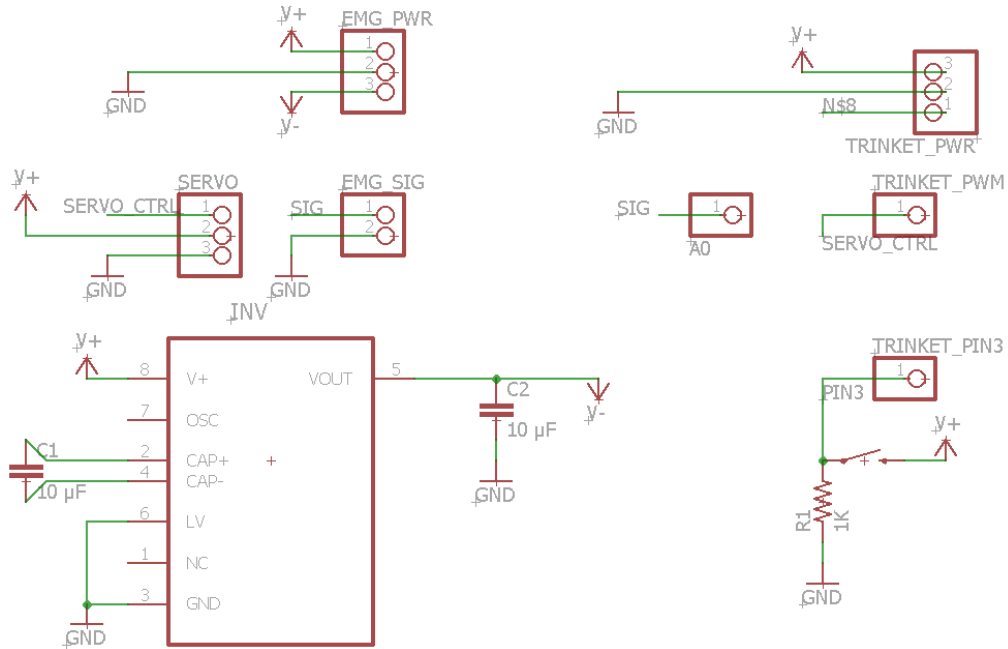 V+
EMG_PWR
1
2
3
GND
V-
V+
3
2
1
GND
N$8
TRINKET_PWR
V+
SERVO
SERVO_CTRL
1
2
3
GND
EMG_SIG
SIG
1
2
GND
SIG
1
A0
TRINKET_PWM
1
SERVO_CTRL
INV
V+
8
V+
VOUT
5
7
OSC
C1
2
CAP+
4
CAP-
10 µF
6
LV
1
NC
3
GND
GND
C2
10 µF
V-
GND
TRINKET_PIN3
1
PIN3
V+
R1
1K
GND